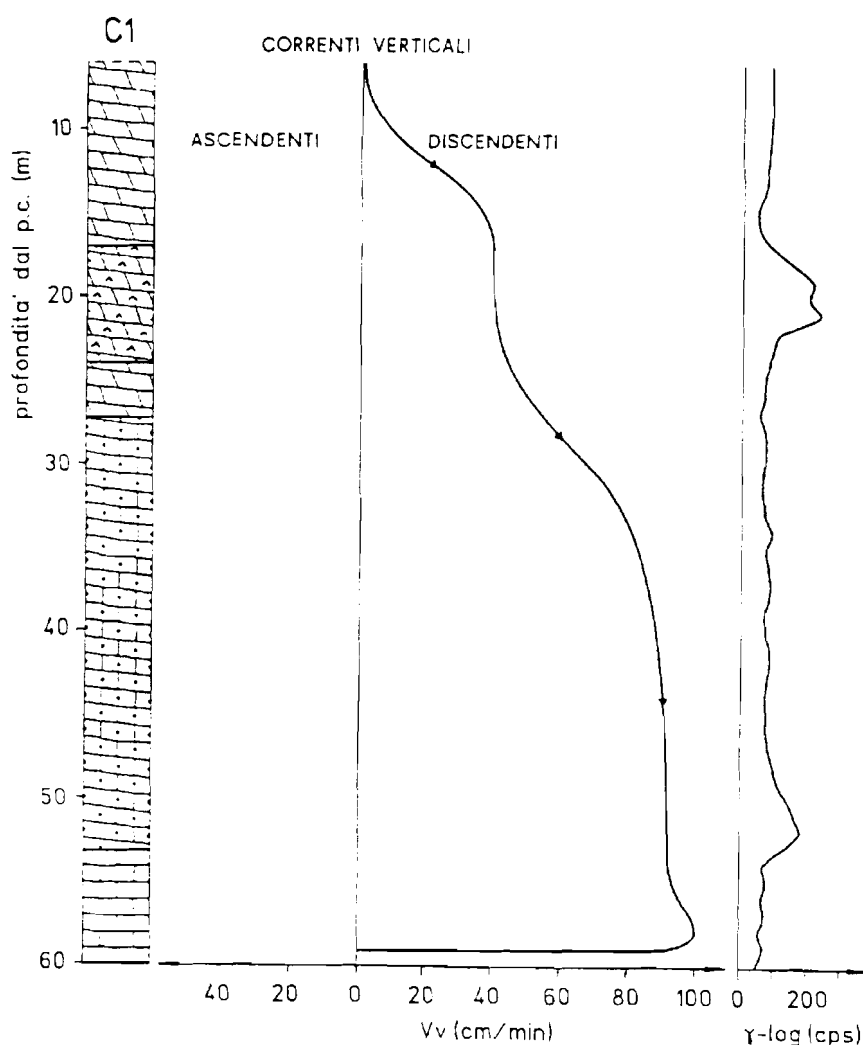 C1
CORRENTI VERTICALI
ASCENDENTI DISCENDENTI
profondita' dal p.c. (m)
10
20
30
40
50
60
40 20 0 20 40 60 80 100
Vv (cm/min)
0 200
γ-log (cps)